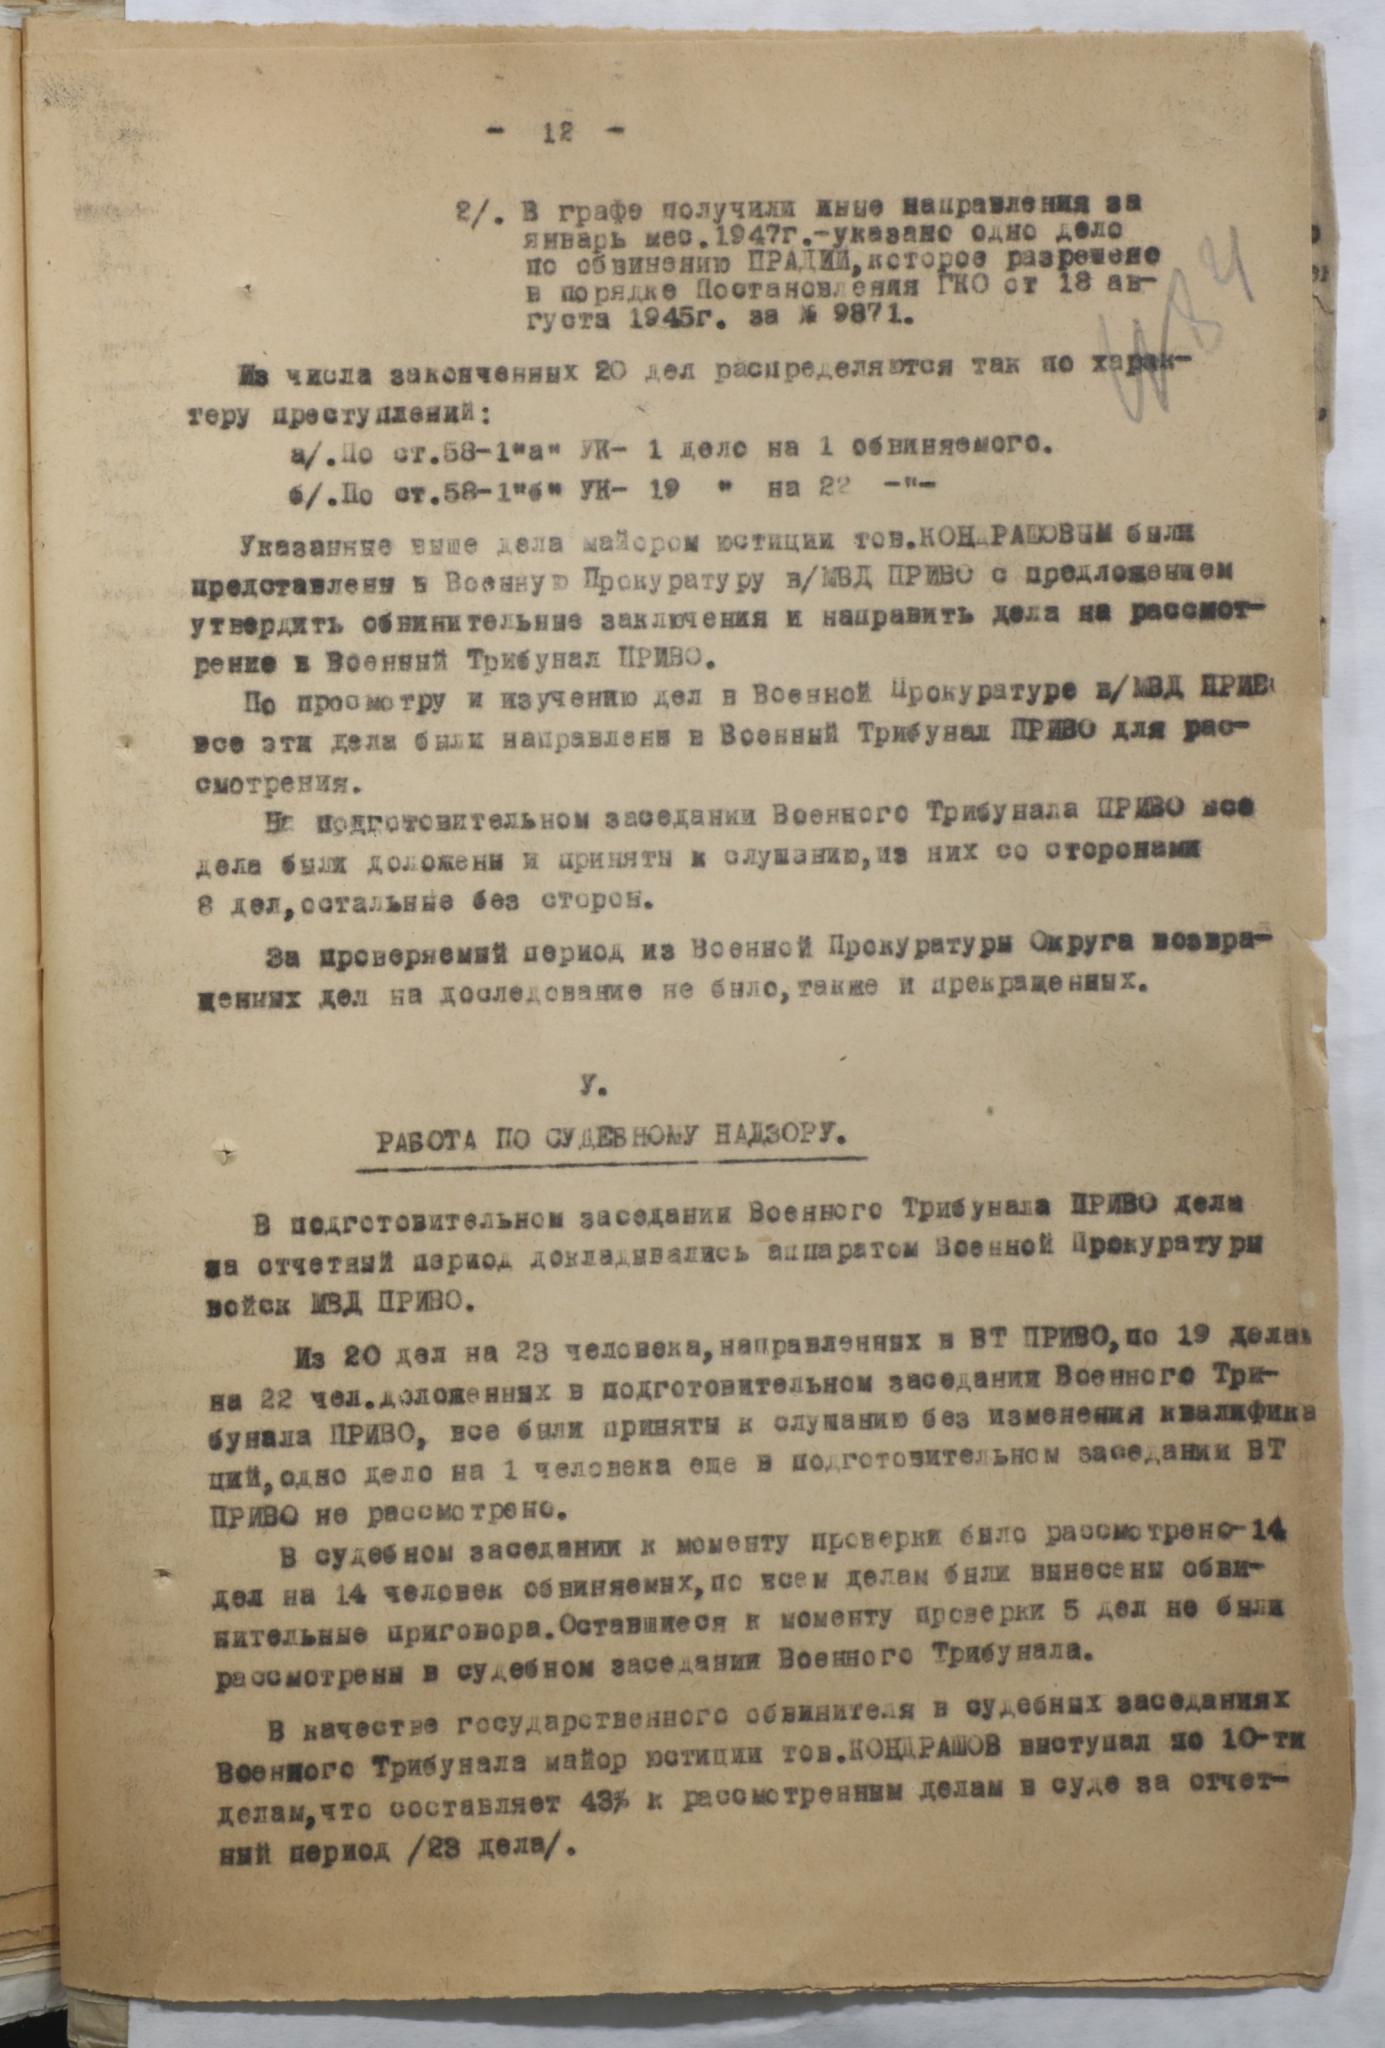 - 12 -
2/. В графе получили иные направления за
январь мес.1947г.-указано одно дело
по обвинению ПРАДИЙ,которое разрешено
в порядке Постановления ГКО от 18 ав-
густа 1945г. за № 9871.
Из числа законченных 20 дел распределяются так по харак-
теру преступлений:
а/.По ст.58-1"а" УК- 1 дело на 1 обвиняемого.
б/.По ст.58-1"б" УК- 19 " на 22 -"-
Указанные выше дела майором юстиции тов.КОНДРАШОВЫМ были
представлены в Военную Прокуратуру в/МВД ПРИВО с предложением
утвердить обвинительные заключения и направить дела на рассмот-
рение в Военный Трибунал ПРИВО.
По просмотру и изучению дел в Военной Прокуратуре в/МВД ПРИВО
все эти дела были направлены в Военный Трибунал ПРИВО для рас-
смотрения.
На подготовительном заседании Военного Трибунала ПРИВО все
дела были доложены и приняты к слушанию,из них со сторонами
8 дел,остальные без сторон.
За проверяемый период из Военной Прокуратуры Округа возвра-
щенных дел на доследование не было,также и прекращенных.
У.
РАБОТА ПО СУДЕБНОМУ НАДЗОРУ.
В подготовительном заседании Военного Трибунала ПРИВО дела
за отчетный период докладывались аппаратом Военной Прокуратуры
войск МВД ПРИВО.
Из 20 дел на 23 человека,направленных в ВТ ПРИВО,по 19 делам
на 22 чел.доложенных в подготовительном заседании Военного Три-
бунала ПРИВО, все были приняты к слушанию без изменения квалифика
ций,одно дело на 1 человека еще в подготовительном заседании ВТ
ПРИВО не рассмотрено.
В судебном заседании к моменту проверки было рассмотрено-14
дел на 14 человек обвиняемых,по всем делам были вынесены обви-
нительные приговора.Оставшиеся к моменту проверки 5 дел не были
рассмотрены в судебном заседании Военного Трибунала.
В качестве государственного обвинителя в судебных заседаниях
Военного Трибунала майор юстиции тов.КОНДРАШОВ выступал по 10-ти
делам,что составляет 43% к рассмотренным делам в суде за отчет-
ный период /23 дела/.